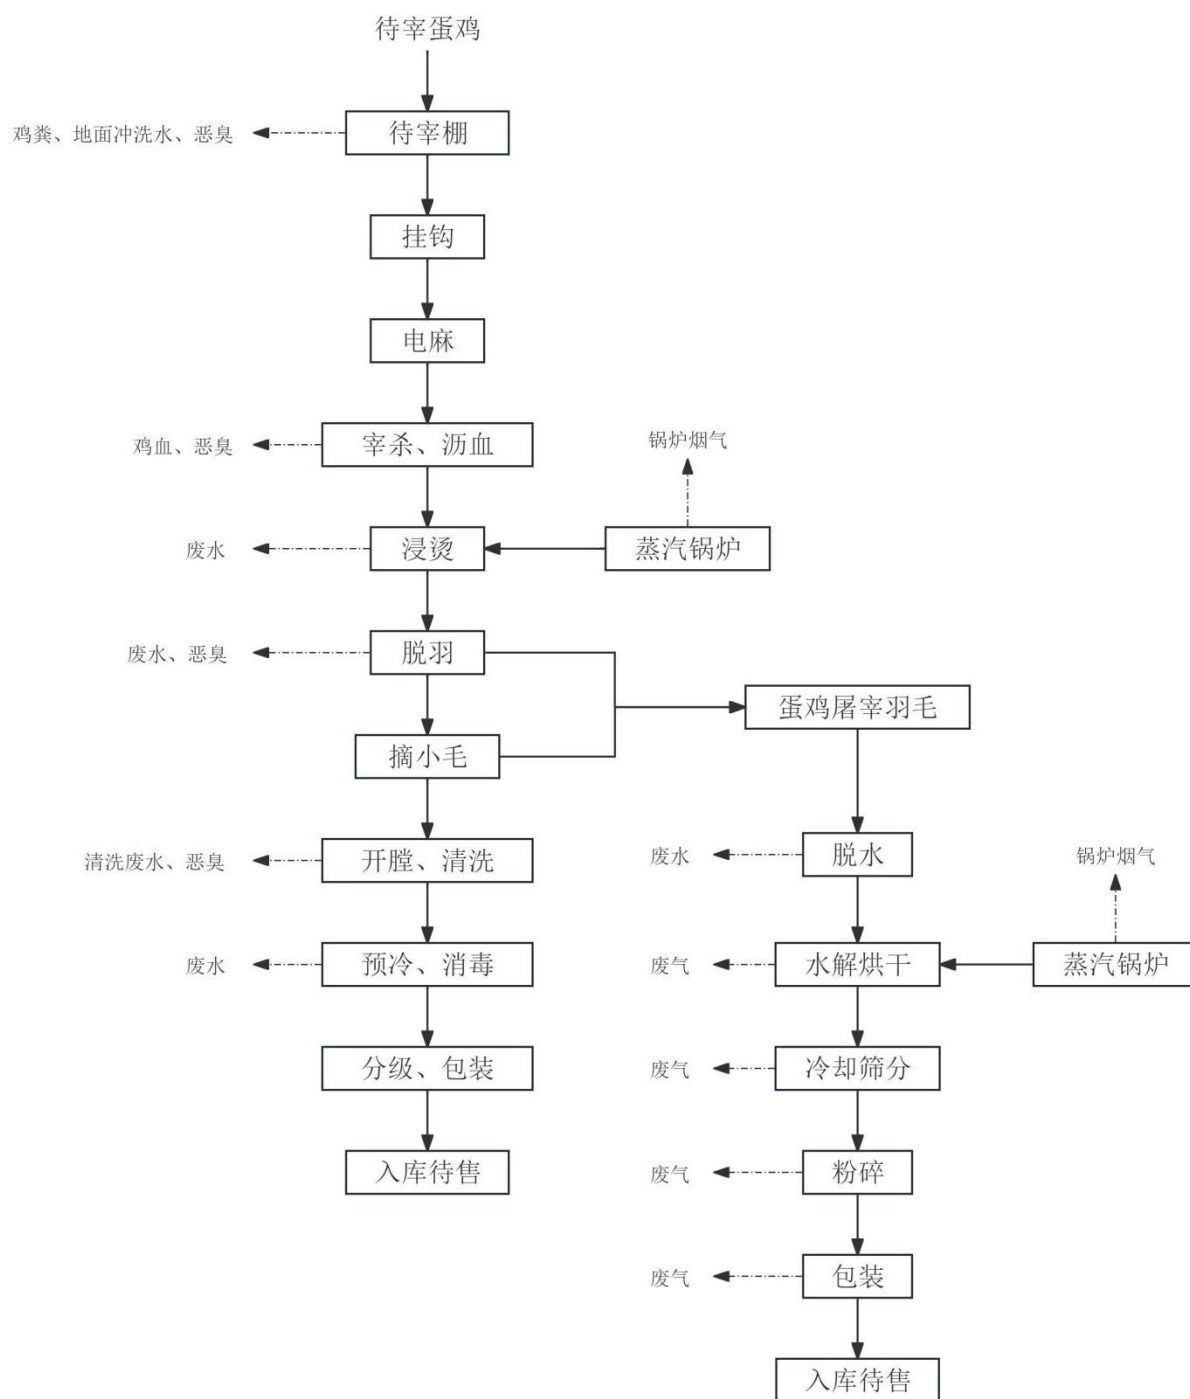 待宰蛋鸡
鸡粪、地面冲洗水、恶臭
待宰棚
挂钩
电麻
鸡血、恶臭
宰杀、沥血
锅炉烟气
废水
浸烫
蒸汽锅炉
废水、恶臭
脱羽
蛋鸡屠宰羽毛
摘小毛
清洗废水、恶臭
开膛、清洗
废水
脱水
锅炉烟气
废水
预冷、消毒
废气
水解烘干
蒸汽锅炉
分级、包装
废气
冷却筛分
入库待售
废气
粉碎
废气
包装
入库待售